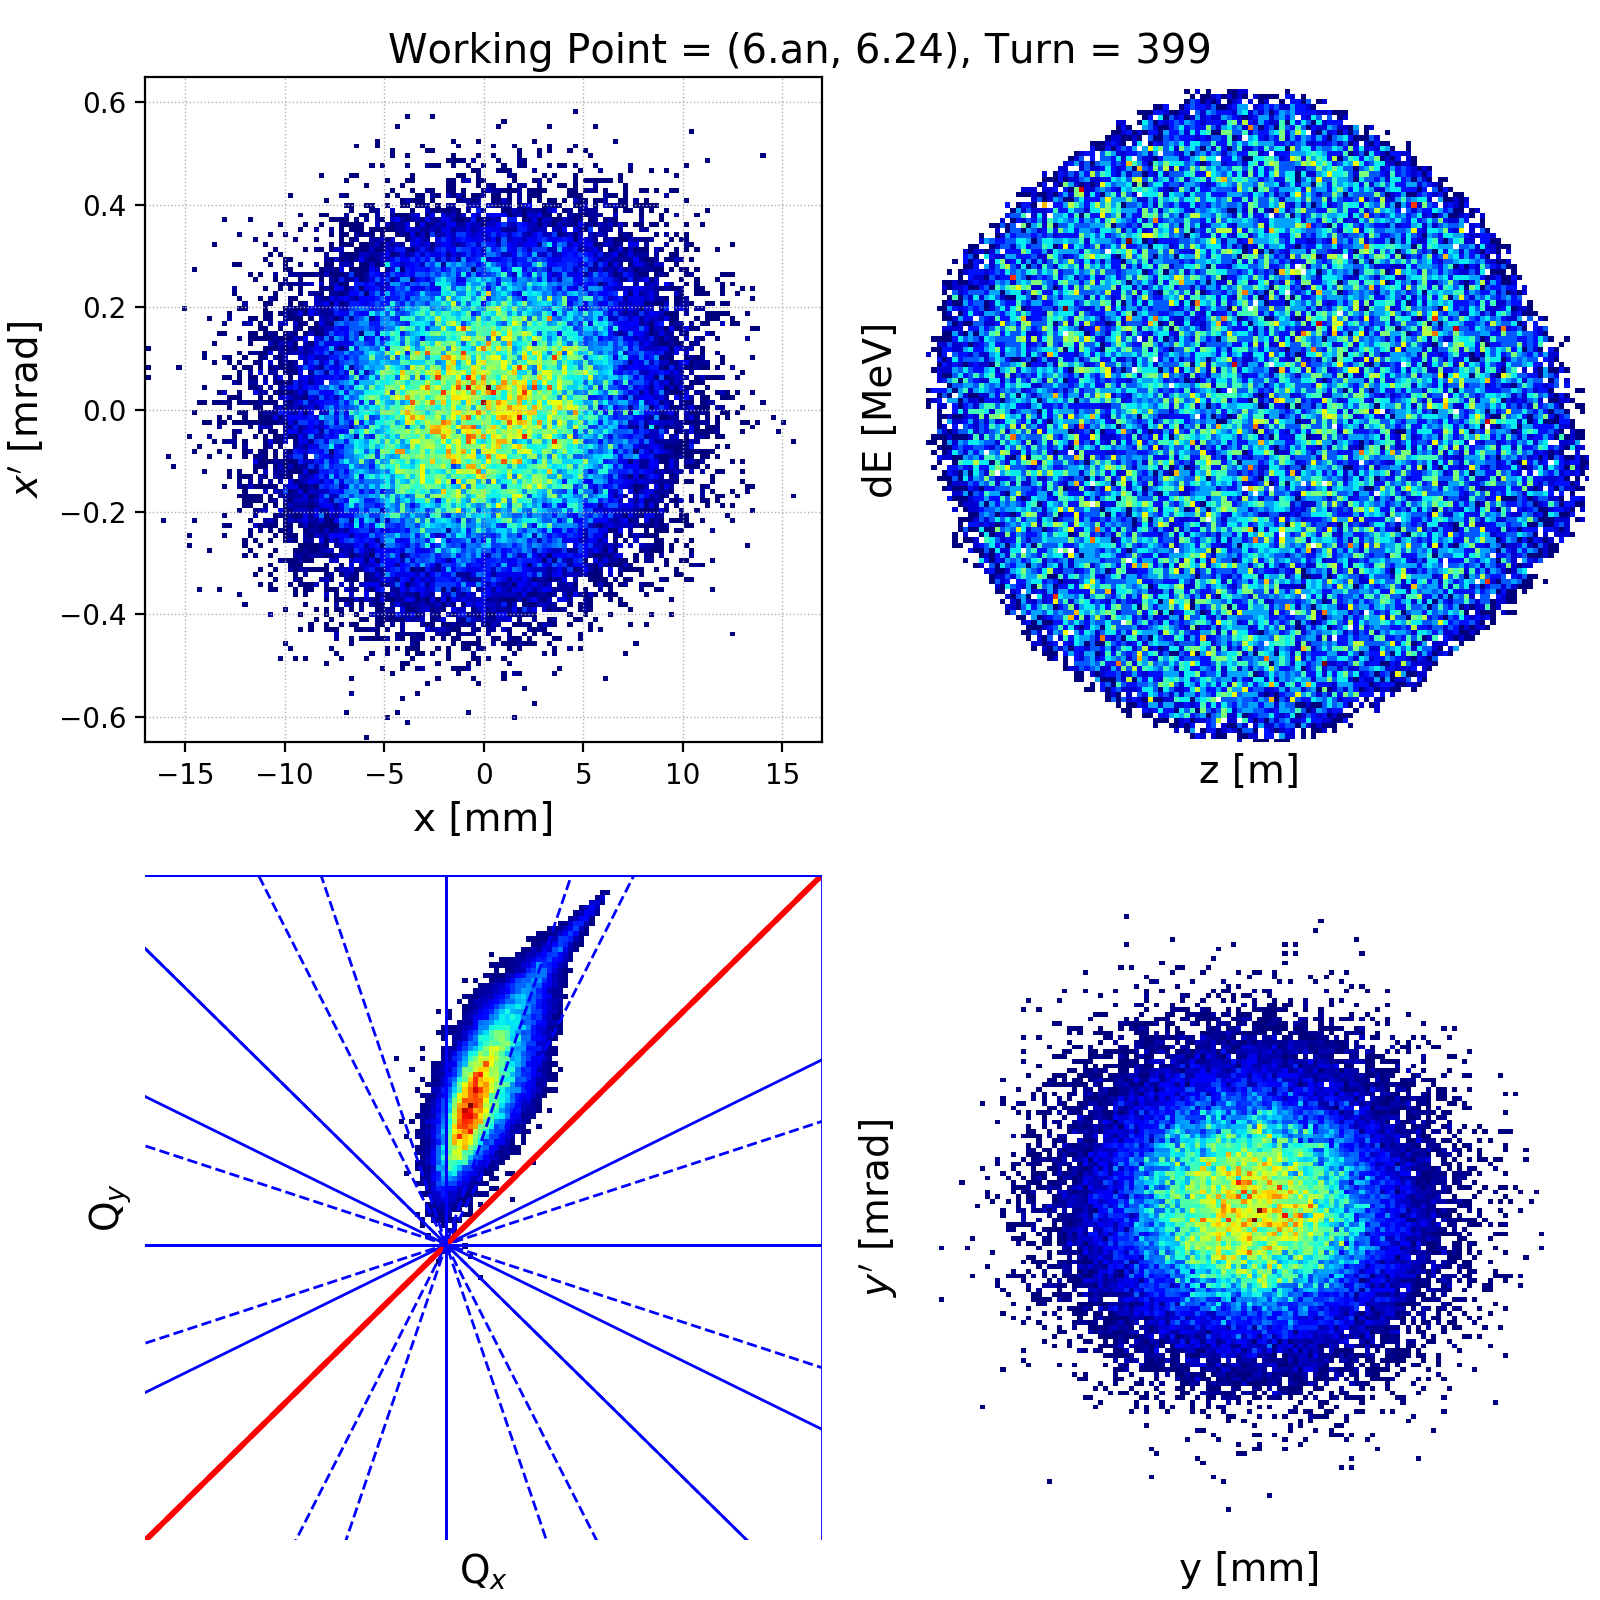 Working Point = (6.an, 6.24), Turn = 399
0.6
0.4
0.2
0.0
−0.2
−0.4
−0.6
x′ [mrad]
−15 −10 −5 0 5 10 15
x [mm]
dE [MeV]
z [m]
Qy
Qx
y′ [mrad]
y [mm]